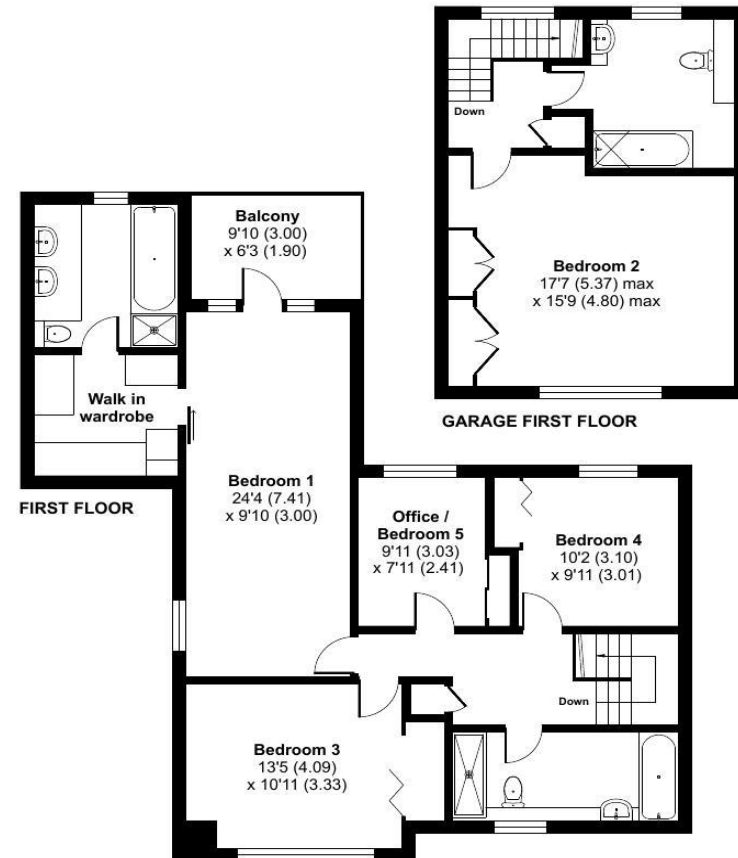 Down
Bedroom 2
17'7 (5.37) max
x 15'9 (4.80) max
GARAGE FIRST FLOOR
Balcony
9'10 (3.00)
x 6'3 (1.90)
Walk in
wardrobe
FIRST FLOOR
Bedroom 1
24'4 (7.41)
x 9'10 (3.00)
Office /
Bedroom 5
9'11 (3.03)
x 7'11 (2.41)
Bedroom 4
10'2 (3.10)
x 9'11 (3.01)
Down
Bedroom 3
13'5 (4.09)
x 10'11 (3.33)